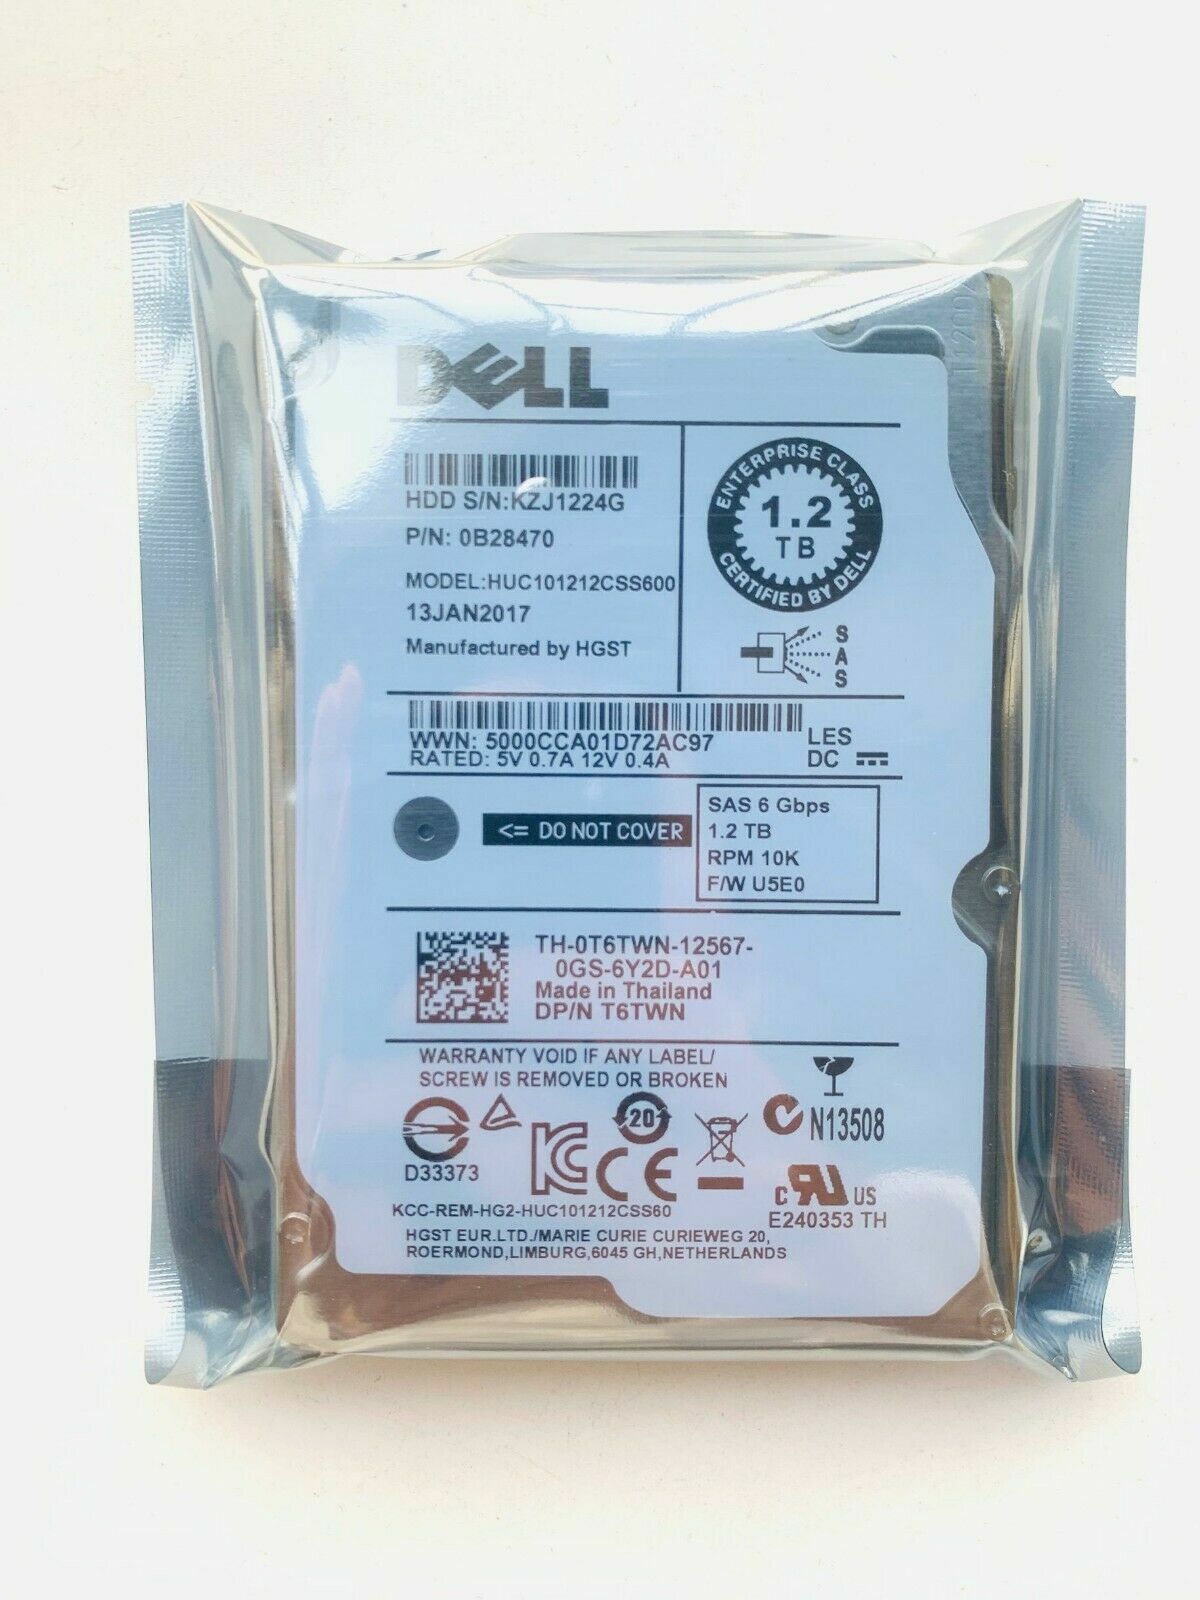 DELL
HDD S/N:KZJ1224G
P/N: 0B28470
MODEL:HUC101212CSS600
13JAN2017
Manufactured by HGST
ENTERPRISE CLASS
1.2
TB
CERTIFIED BY DELL
S
A
S
WWN: 5000CCA01D72AC97
RATED: 5V 0.7A 12V 0.4A
LES
DC
<= DO NOT COVER
SAS 6 Gbps
1.2 TB
RPM 10K
F/W U5E0
TH-0T6TWN-12567-
0GS-6Y2D-A01
Made in Thailand
DP/N T6TWN
WARRANTY VOID IF ANY LABEL/
SCREW IS REMOVED OR BROKEN
D33373
20
N13508
KC CE
C RU US
E240353 TH
KCC-REM-HG2-HUC101212CSS60
HGST EUR.LTD./MARIE CURIE CURIEWEG 20,
ROERMOND,LIMBURG,6045 GH,NETHERLANDS